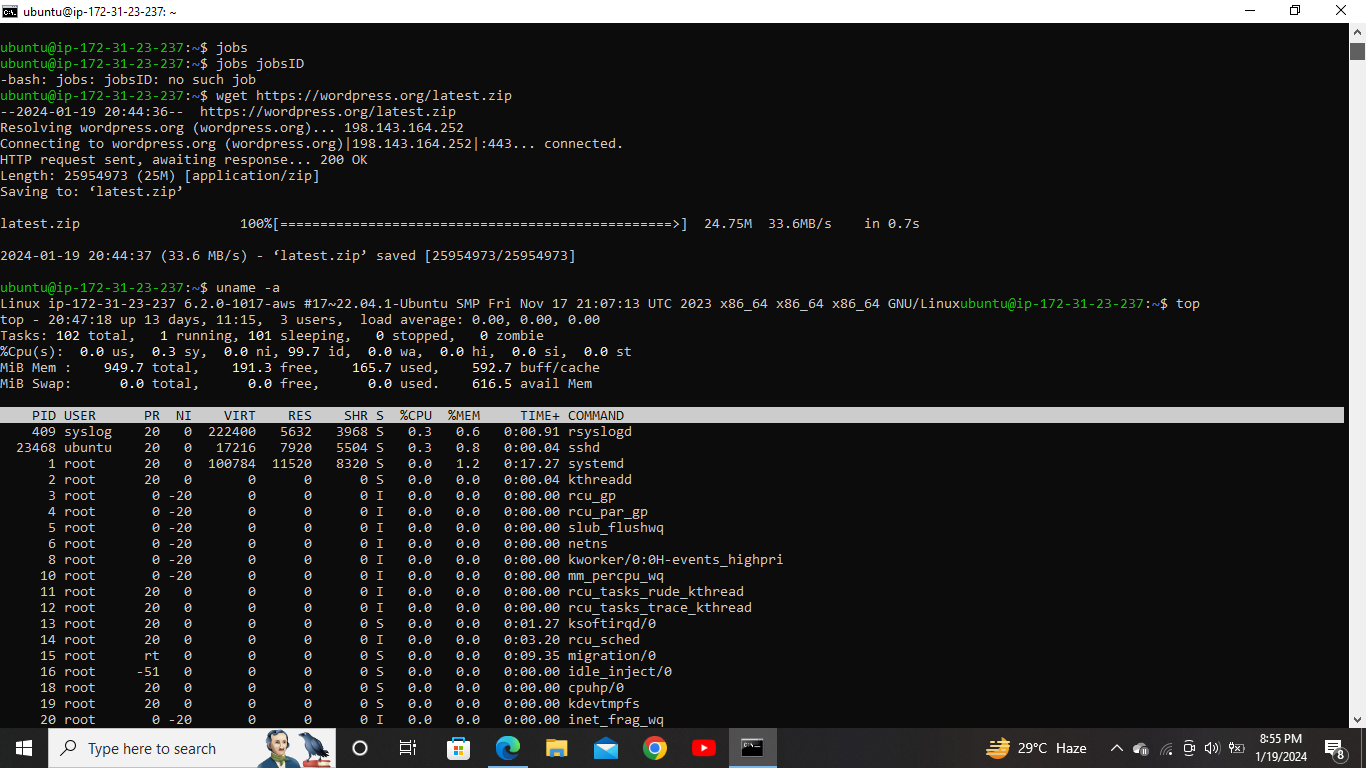 ubuntu@ip-172-31-23-237: ~
ubuntu@ip-172-31-23-237:~$ jobs
ubuntu@ip-172-31-23-237:~$ jobs jobsID
-bash: jobs: jobsID: no such job
ubuntu@ip-172-31-23-237:~$ wget https://wordpress.org/latest.zip
--2024-01-19 20:44:36--  https://wordpress.org/latest.zip
Resolving wordpress.org (wordpress.org)... 198.143.164.252
Connecting to wordpress.org (wordpress.org)|198.143.164.252|:443... connected.
HTTP request sent, awaiting response... 200 OK
Length: 25954973 (25M) [application/zip]
Saving to: ‘latest.zip’
latest.zip                    100%[=================================================>]  24.75M  33.6MB/s    in 0.7s
2024-01-19 20:44:37 (33.6 MB/s) - ‘latest.zip’ saved [25954973/25954973]
ubuntu@ip-172-31-23-237:~$ uname -a
Linux ip-172-31-23-237 6.2.0-1017-aws #17~22.04.1-Ubuntu SMP Fri Nov 17 21:07:13 UTC 2023 x86_64 x86_64 x86_64 GNU/Linuxubuntu@ip-172-31-23-237:~$ top
top - 20:47:18 up 13 days, 11:15,  3 users,  load average: 0.00, 0.00, 0.00
Tasks: 102 total,   1 running, 101 sleeping,   0 stopped,   0 zombie
%Cpu(s):  0.0 us,  0.3 sy,  0.0 ni, 99.7 id,  0.0 wa,  0.0 hi,  0.0 si,  0.0 st
MiB Mem :    949.7 total,    191.3 free,    165.7 used,    592.7 buff/cache
MiB Swap:      0.0 total,      0.0 free,      0.0 used.    616.5 avail Mem
    PID USER      PR  NI    VIRT    RES    SHR S  %CPU  %MEM     TIME+ COMMAND
    409 syslog    20   0  222400   5632   3968 S   0.3   0.6   0:00.91 rsyslogd
  23468 ubuntu    20   0   17216   7920   5504 S   0.3   0.8   0:00.04 sshd
      1 root      20   0  100784  11520   8320 S   0.0   1.2   0:17.27 systemd
      2 root      20   0       0      0      0 S   0.0   0.0   0:00.04 kthreadd
      3 root       0 -20       0      0      0 I   0.0   0.0   0:00.00 rcu_gp
      4 root       0 -20       0      0      0 I   0.0   0.0   0:00.00 rcu_par_gp
      5 root       0 -20       0      0      0 I   0.0   0.0   0:00.00 slub_flushwq
      6 root       0 -20       0      0      0 I   0.0   0.0   0:00.00 netns
      8 root       0 -20       0      0      0 I   0.0   0.0   0:00.00 kworker/0:0H-events_highpri
     10 root       0 -20       0      0      0 I   0.0   0.0   0:00.00 mm_percpu_wq
     11 root      20   0       0      0      0 I   0.0   0.0   0:00.00 rcu_tasks_rude_kthread
     12 root      20   0       0      0      0 I   0.0   0.0   0:00.00 rcu_tasks_trace_kthread
     13 root      20   0       0      0      0 S   0.0   0.0   0:01.27 ksoftirqd/0
     14 root      20   0       0      0      0 I   0.0   0.0   0:03.20 rcu_sched
     15 root      rt   0       0      0      0 S   0.0   0.0   0:09.35 migration/0
     16 root     -51   0       0      0      0 S   0.0   0.0   0:00.00 idle_inject/0
     18 root      20   0       0      0      0 S   0.0   0.0   0:00.00 cpuhp/0
     19 root      20   0       0      0      0 S   0.0   0.0   0:00.00 kdevtmpfs
     20 root       0 -20       0      0      0 I   0.0   0.0   0:00.00 inet_frag_wq
Type here to search
29°C  Haze
8:55 PM
1/19/2024
8